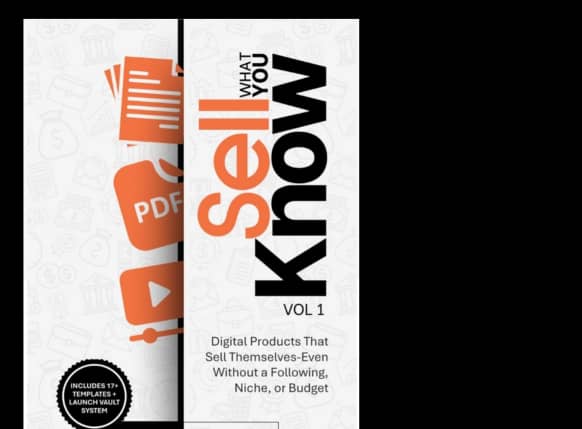 Sell
WHAT
YOU
Know
VOL 1
PDF
Digital Products That
Sell Themselves-Even
Without a Following,
Niche, or Budget
INCLUDES 17+
TEMPLATES +
LAUNCH VAULT
SYSTEM